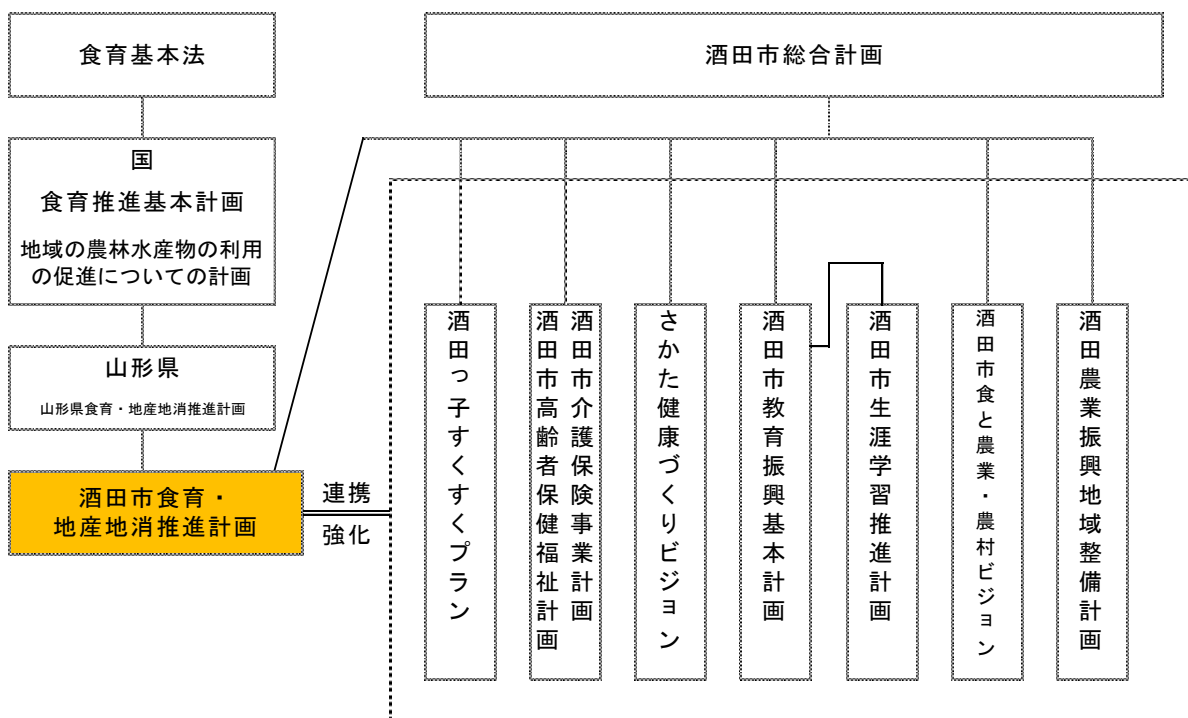 食育基本法
酒田市総合計画
国
食育推進基本計画
地域の農林水産物の利用
の促進についての計画
山形県
山形県食育・地産地消推進計画
酒田市食育・
地産地消推進計画
連携
強化
酒田っ子すくすくプラン
酒田市介護保険事業計画
酒田市高齢者保健福祉計画
さかた健康づくりビジョン
酒田市教育振興基本計画
酒田市生涯学習推進計画
酒田市食と農業・農村ビジョン
酒田農業振興地域整備計画